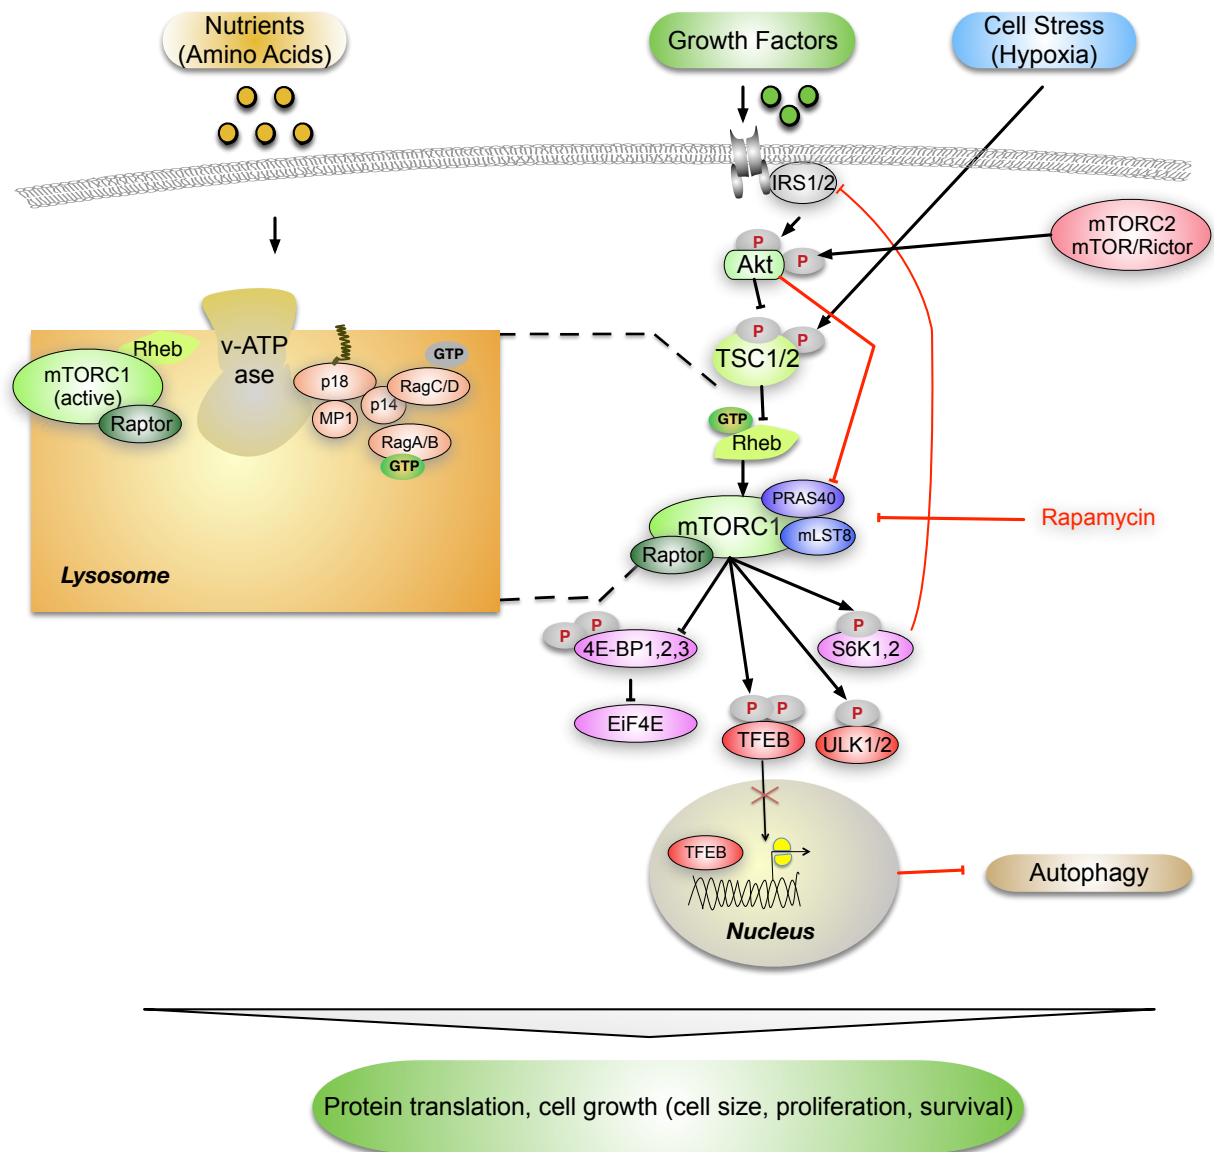 Nutrients
(Amino Acids)
Growth Factors
Cell Stress
(Hypoxia)
IRS1/2
mTORC2
mTOR/Rictor
P
P
Akt
P
P
TSC1/2
GTP
Rheb
PRAS40
mTORC1
mLST8
Raptor
Rapamycin
Rheb
mTORC1
(active)
Raptor
v-ATP
ase
p18
MP1
p14
GTP
RagC/D
RagA/B
GTP
Lysosome
P
P
4E-BP1,2,3
EiF4E
P
S6K1,2
P
P
TFEB
P
ULK1/2
TFEB
Nucleus
Autophagy
Protein translation, cell growth (cell size, proliferation, survival)